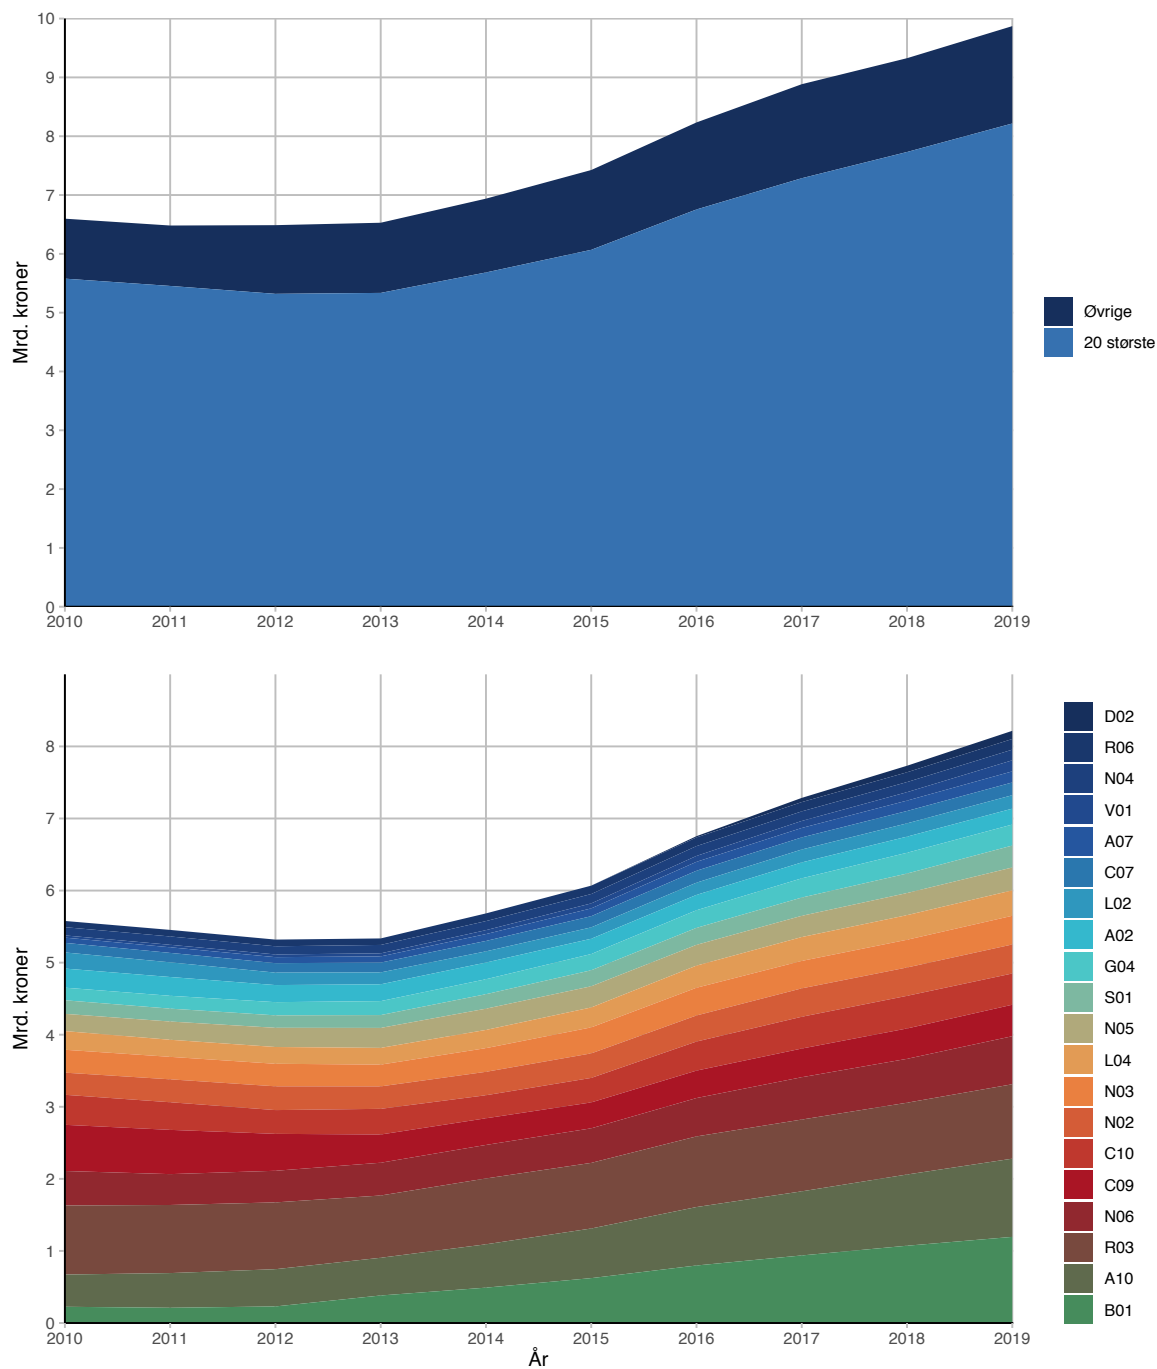 10
9
8
7
6
5
4
3
2
1
0
Mrd. kroner
2010 2011 2012 2013 2014 2015 2016 2017 2018 2019
Øvrige
20 største
8
7
6
5
4
3
2
1
0
Mrd. kroner
2010 2011 2012 2013 2014 2015 2016 2017 2018 2019
År
D02
R06
N04
V01
A07
C07
L02
A02
G04
S01
N05
L04
N03
N02
C10
C09
N06
R03
A10
B01